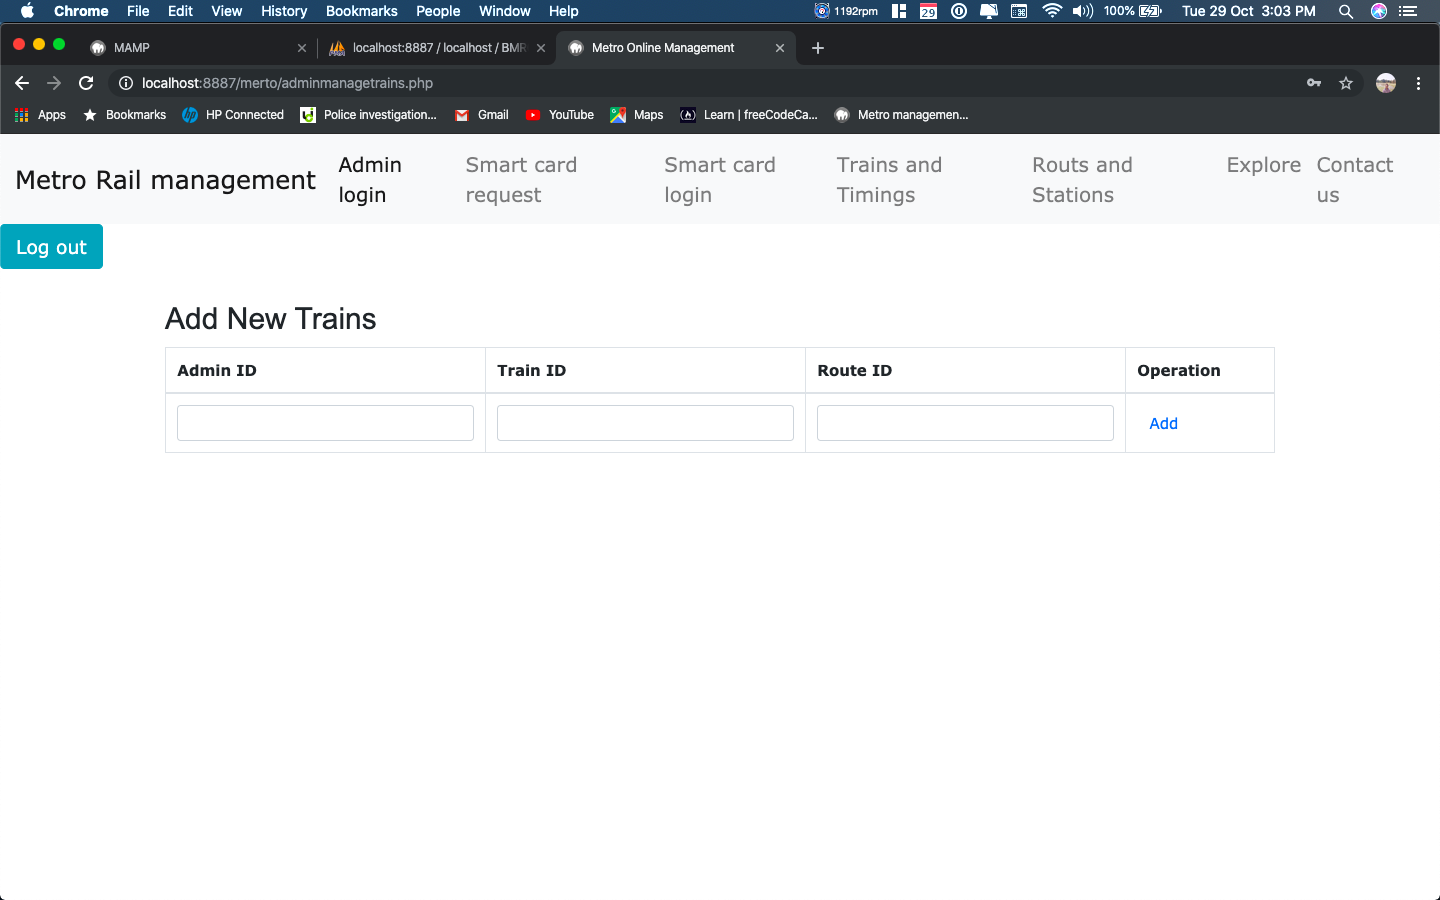 Chrome File Edit View History Bookmarks People Window Help 1192rpm 29 100% Tue 29 Oct 3:03 PM
MAMP localhost:8887 / localhost / BMR Metro Online Management
localhost:8887/merto/adminmanagetrains.php
Apps Bookmarks HP Connected Police investigation... Gmail YouTube Maps Learn | freeCodeCa... Metro managemen...
Metro Rail management
Admin login
Smart card request
Smart card login
Trains and Timings
Routs and Stations
Explore
Contact us
Log out
Add New Trains
Admin ID Train ID Route ID Operation
Add